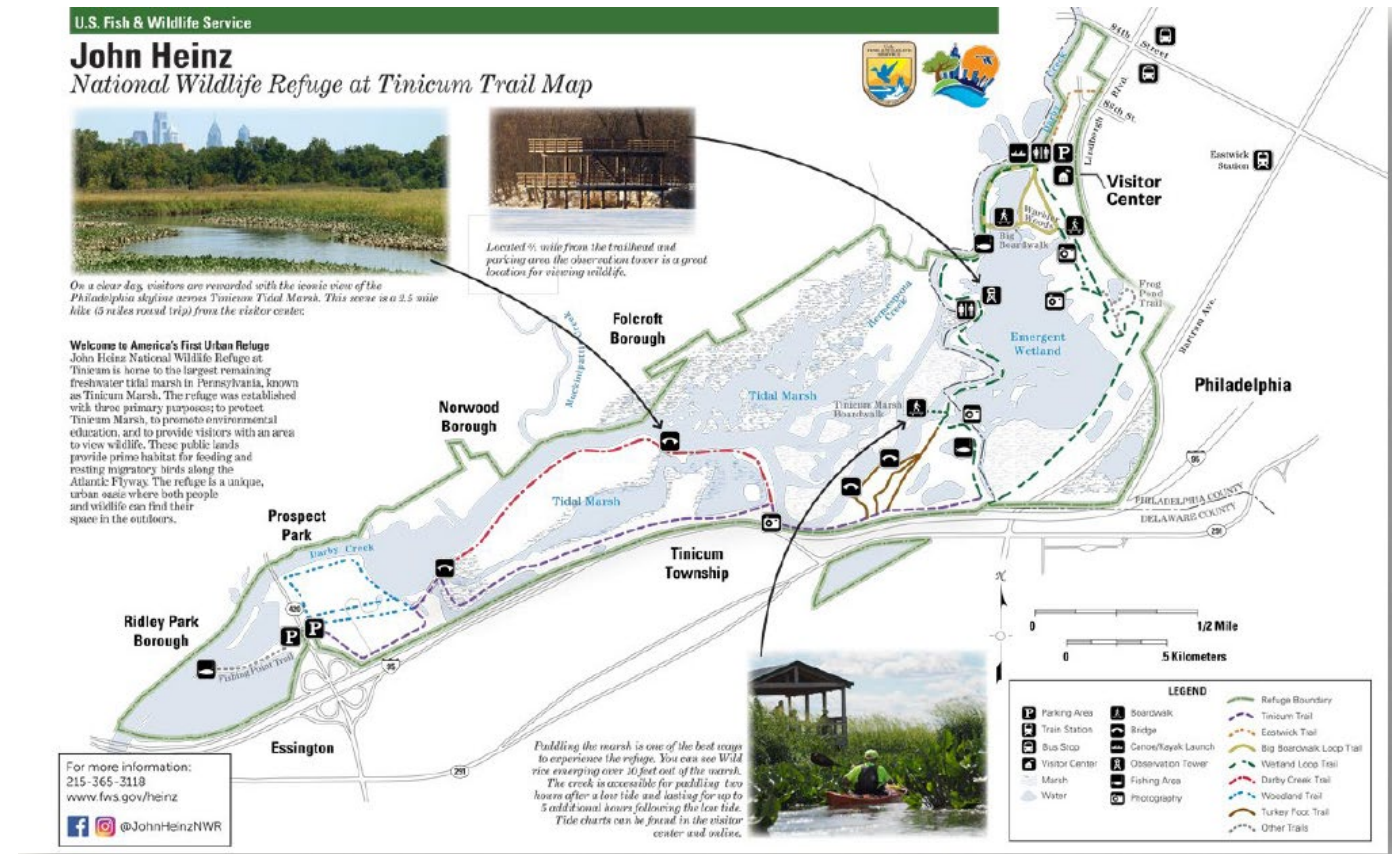 U.S. Fish & Wildlife Service
John Heinz
National Wildlife Refuge at Tinicum Trail Map
On a clear day, visitors are rewarded with the iconic view of the
Philadelphia skyline across Tinicum Tidal Marsh. This scene is a 2.5 mile
hike (5 miles round trip) from the visitor center.
Located ¾ mile from the trailhead and
parking area the observation tower is a great
location for viewing wildlife.
Welcome to America's First Urban Refuge
John Heinz National Wildlife Refuge at
Tinicum is home to the largest remaining
freshwater tidal marsh in Pennsylvania, known
as Tinicum Marsh. The refuge was established
with three primary purposes; to protect
Tinicum Marsh, to promote environmental
education, and to provide visitors with an area
to view wildlife. These public lands
provide prime habitat for feeding and
resting migratory birds along the
Atlantic Flyway. The refuge is a unique,
urban oasis where both people
and wildlife can find their
space in the outdoors.
84th Street
Lindbergh Blvd.
86th St.
Darby Creek
Eastwick
Station
Visitor
Center
Warbler
Woods
Big
Boardwalk
Frog
Pond
Trail
Bartram Ave.
Emergent
Wetland
Philadelphia
Hermesprota
Creek
Muckinipattis Creek
Folcroft
Borough
Norwood
Borough
Tidal Marsh
Tinicum Marsh
Boardwalk
Tidal Marsh
95
PHILADELPHIA COUNTY
DELAWARE COUNTY
291
Prospect
Park
Darby Creek
Tinicum
Township
Ridley Park
Borough
420
P
P
P
Fishing Point Trail
95
Essington
291
N
0
1/2 Mile
0
.5 Kilometers
For more information:
215-365-3118
www.fws.gov/heinz
@JohnHeinzNWR
Paddling the marsh is one of the best ways
to experience the refuge. You can see Wild
rice emerging over 10 feet out of the marsh.
The creek is accessible for paddling two
hours after a low tide and lasting for up to
5 additional hours following the low tide.
Tide charts can be found in the visitor
center and online.
LEGEND
P Parking Area
Train Station
Bus Stop
Visitor Center
Marsh
Water
Boardwalk
Bridge
Canoe/Kayak Launch
Observation Tower
Fishing Area
Photography
Refuge Boundary
Tinicum Trail
Eastwick Trail
Big Boardwalk Loop Trail
Wetland Loop Trail
Darby Creek Trail
Woodland Trail
Turkey Foot Trail
Other Trails